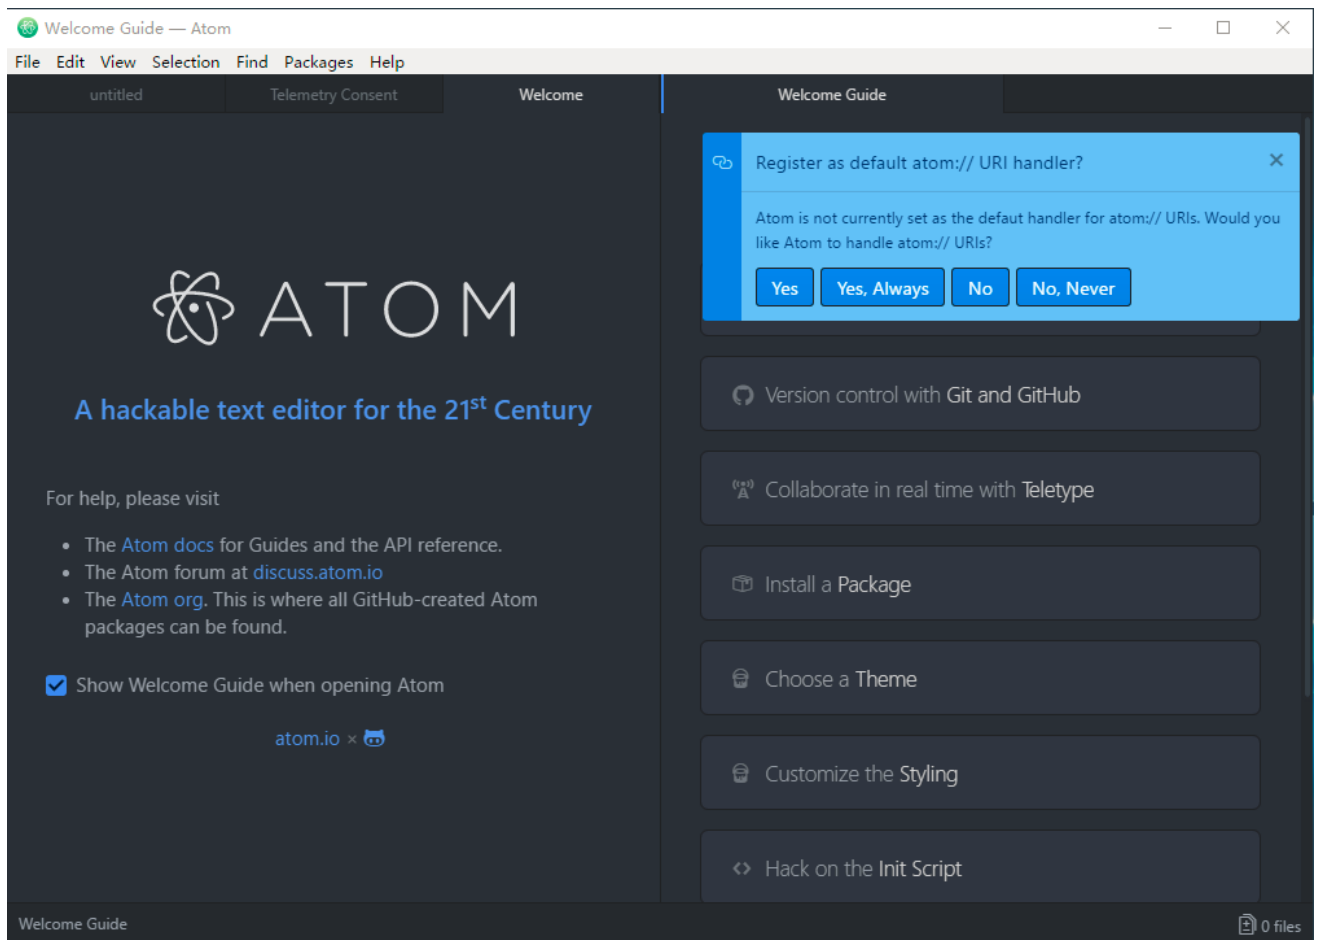 Welcome Guide — Atom
File Edit View Selection Find Packages Help
untitled
Telemetry Consent
Welcome
Welcome Guide
ATOM
A hackable text editor for the 21st Century
For help, please visit
• The Atom docs for Guides and the API reference.
• The Atom forum at discuss.atom.io
• The Atom org. This is where all GitHub-created Atom
packages can be found.
Show Welcome Guide when opening Atom
atom.io ×
Register as default atom:// URI handler?
Atom is not currently set as the defaut handler for atom:// URIs. Would you
like Atom to handle atom:// URIs?
Yes
Yes, Always
No
No, Never
Version control with Git and GitHub
Collaborate in real time with Teletype
Install a Package
Choose a Theme
Customize the Styling
Hack on the Init Script
Welcome Guide
0 files